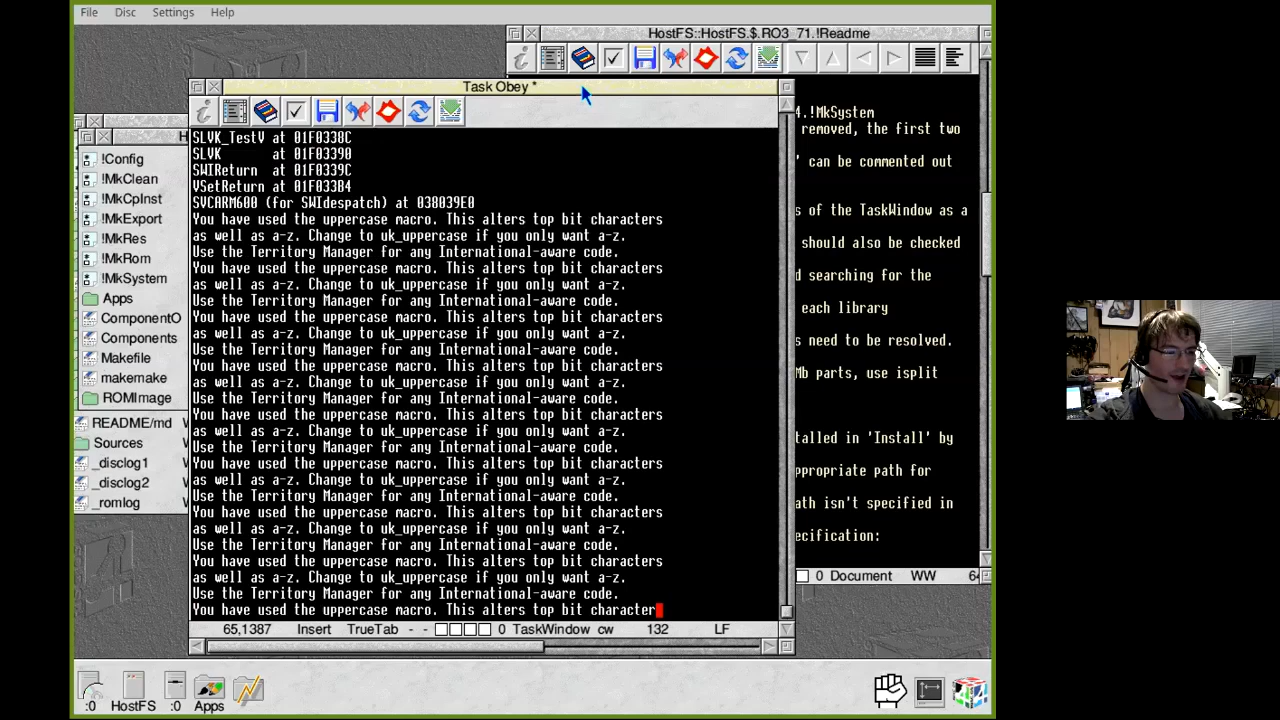 File Disc Settings Help
HostFS::HostFS.$.RO3_71.!Readme
Task Obey *
4.!MkSystem
removed, the first two
' can be commented out
s of the TaskWindow as a
should also be checked
d searching for the
each library
s need to be resolved.
Mb parts, use isplit
talled in 'Install' by
ppropriate path for
ath isn't specified in
ecification:
0 Document WW 64
H
!Config
!MkClean
!MkCpInst
!MkExport
!MkRes
!MkRom
!MkSystem
Apps
ComponentO
Components
Makefile
makemake
ROMImage
README/md
Sources
_disclog1
_disclog2
_romlog
SLVK_TestV at 01F0338C
SLVK at 01F03390
SWIReturn at 01F0339C
VSetReturn at 01F033B4
SVCARM600 (for SWIdespatch) at 038039E0
You have used the uppercase macro. This alters top bit characters
as well as a-z. Change to uk_uppercase if you only want a-z.
Use the Territory Manager for any International-aware code.
You have used the uppercase macro. This alters top bit characters
as well as a-z. Change to uk_uppercase if you only want a-z.
Use the Territory Manager for any International-aware code.
You have used the uppercase macro. This alters top bit characters
as well as a-z. Change to uk_uppercase if you only want a-z.
Use the Territory Manager for any International-aware code.
You have used the uppercase macro. This alters top bit characters
as well as a-z. Change to uk_uppercase if you only want a-z.
Use the Territory Manager for any International-aware code.
You have used the uppercase macro. This alters top bit characters
as well as a-z. Change to uk_uppercase if you only want a-z.
Use the Territory Manager for any International-aware code.
You have used the uppercase macro. This alters top bit characters
as well as a-z. Change to uk_uppercase if you only want a-z.
Use the Territory Manager for any International-aware code.
You have used the uppercase macro. This alters top bit characters
as well as a-z. Change to uk_uppercase if you only want a-z.
Use the Territory Manager for any International-aware code.
You have used the uppercase macro. This alters top bit characters
as well as a-z. Change to uk_uppercase if you only want a-z.
Use the Territory Manager for any International-aware code.
You have used the uppercase macro. This alters top bit character
65,1387 Insert TrueTab - - 0 TaskWindow cw 132 LF
:0 HostFS :0 Apps